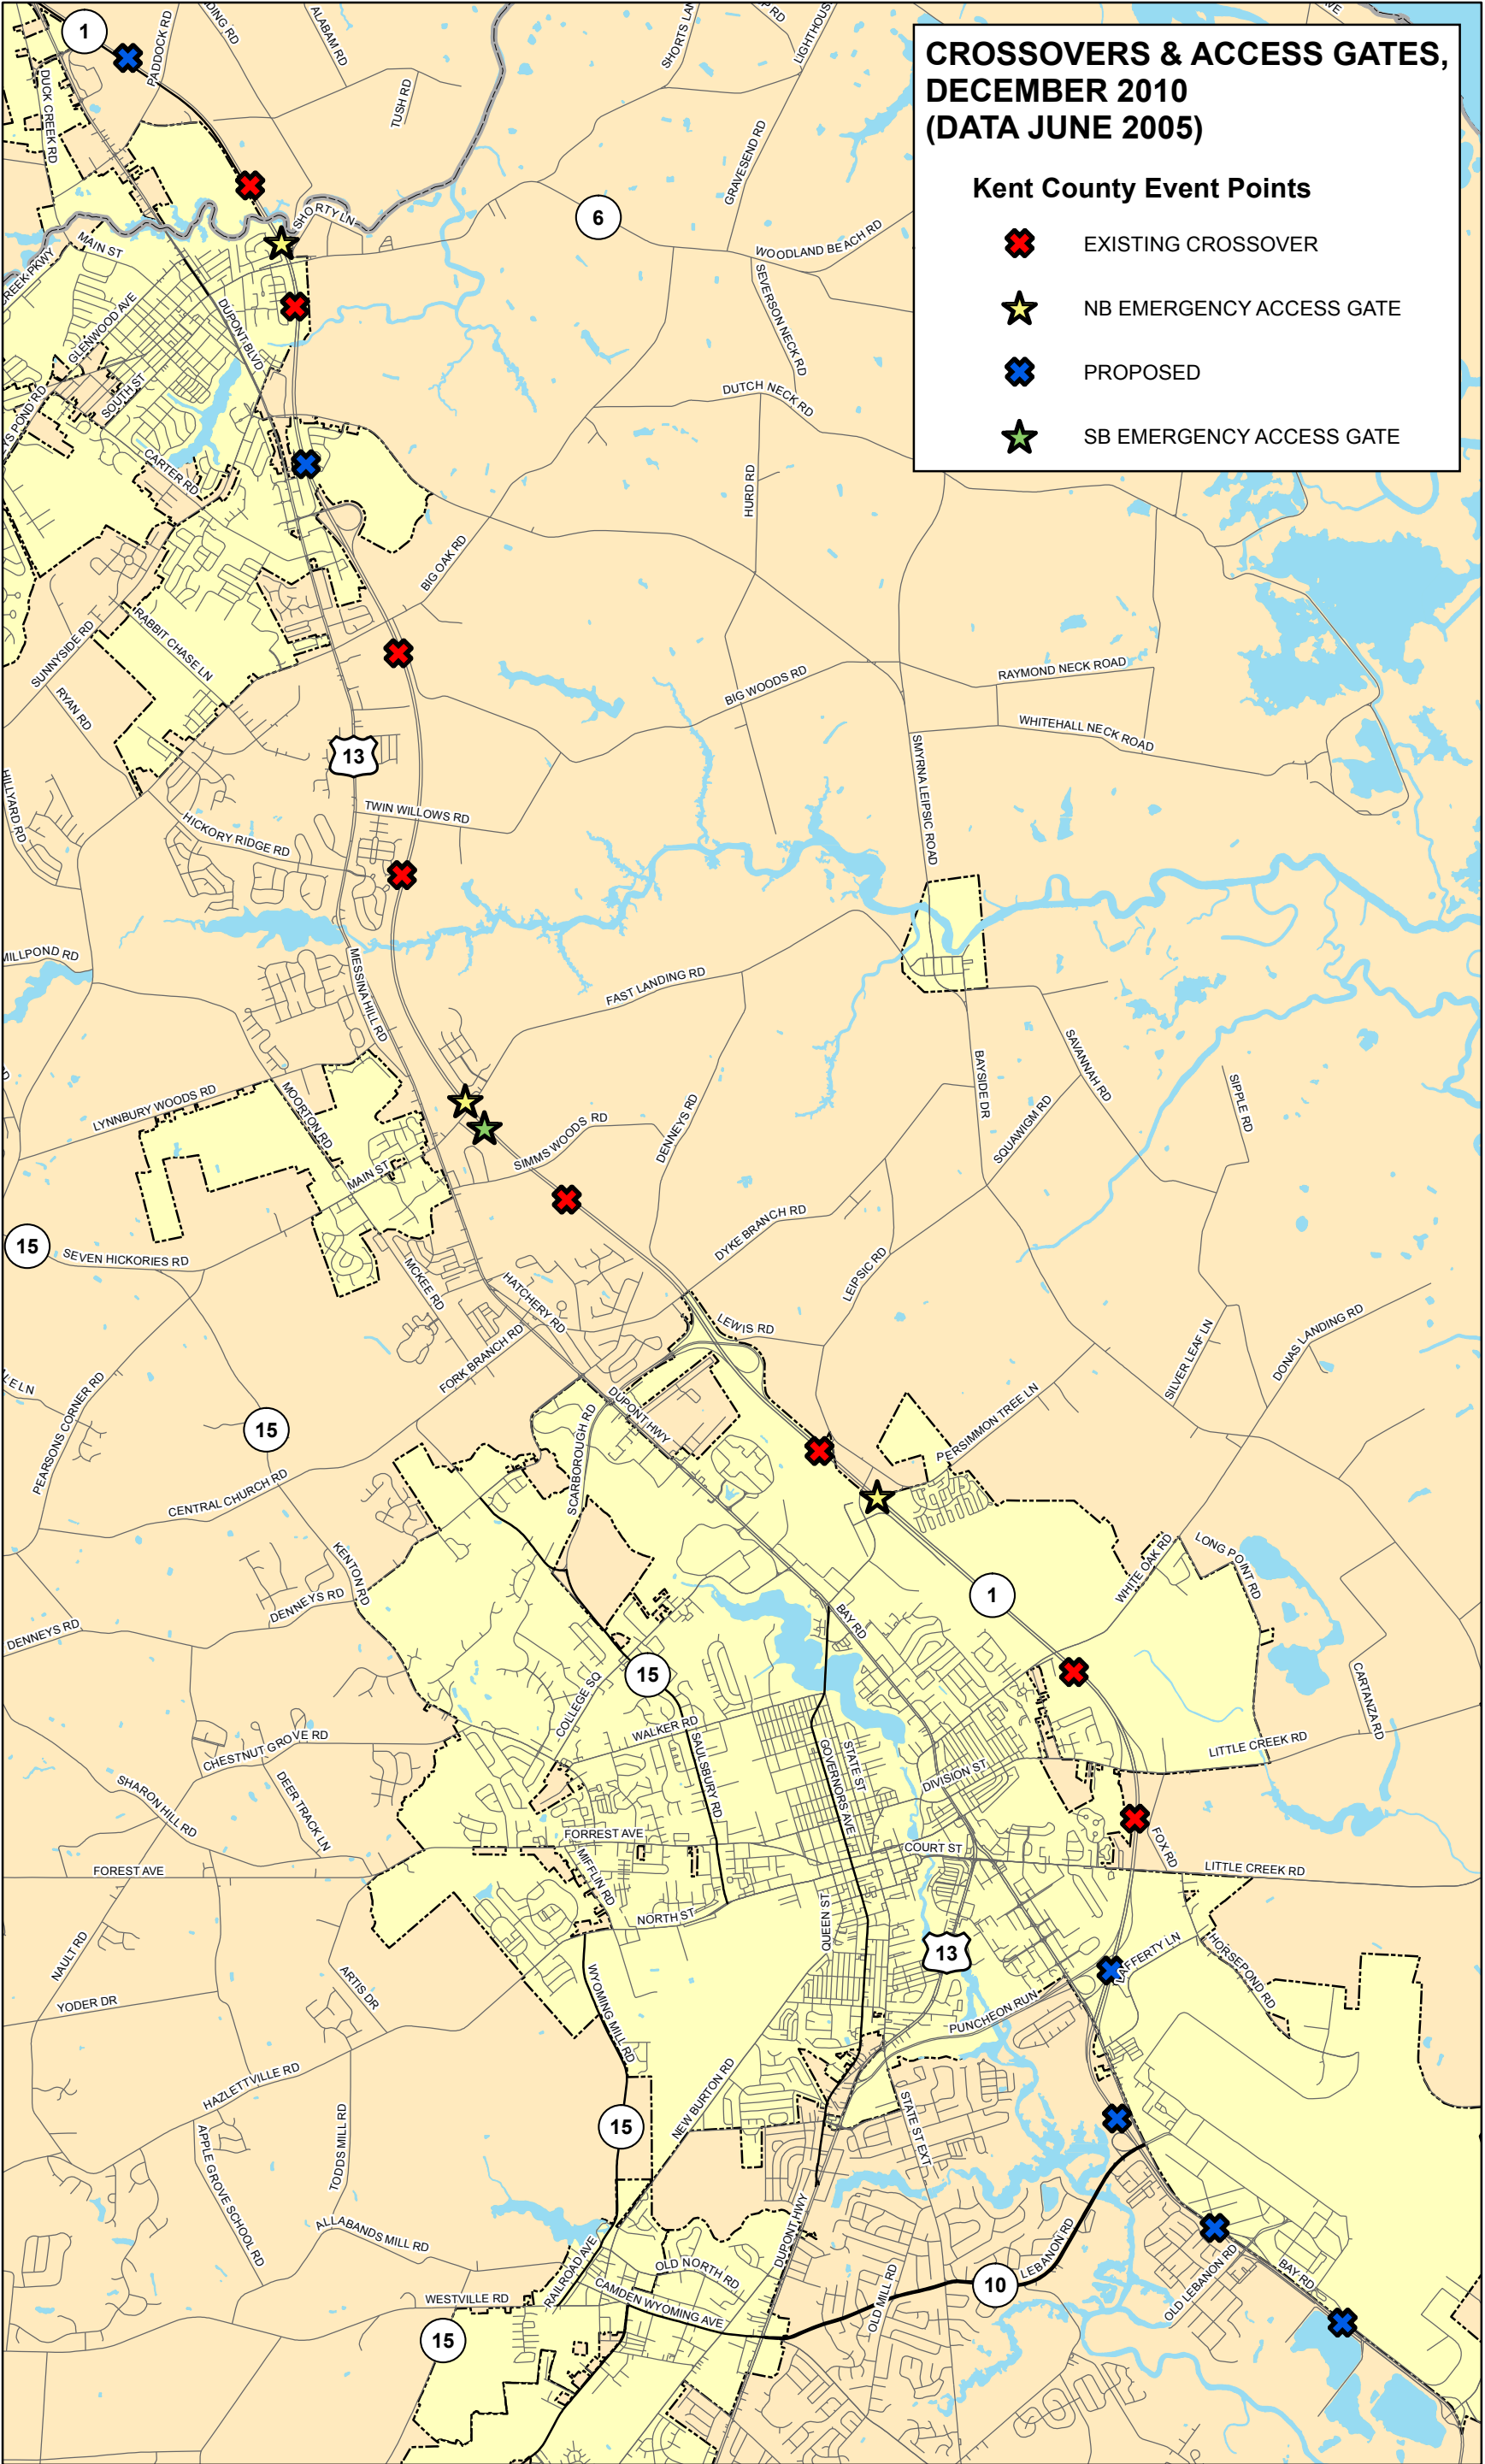 CROSSOVERS & ACCESS GATES,
DECEMBER 2010
(DATA JUNE 2005)
Kent County Event Points
EXISTING CROSSOVER
NB EMERGENCY ACCESS GATE
PROPOSED
SB EMERGENCY ACCESS GATE
1
PADDOCK RD
DING RD
ALABAM RD
SHORTS LAN
P RD
LIGHTHOUS
VE
DUCK CREEK RD
TUSH RD
GRAVESEND RD
SHORTY LN
6
MAIN ST
WOODLAND BEACH RD
CREEK PKWY
SEVERSON NECK RD
GLENWOOD AVE
DUPONT BLVD
SOUTH ST
DUTCH NECK RD
YS POND RD
CARTER RD
HURD RD
BIG OAK RD
RABBIT CHASE LN
SUNNYSIDE RD
RYAN RD
BIG WOODS RD
RAYMOND NECK ROAD
WHITEHALL NECK ROAD
13
SMYRNA LEIPSIC ROAD
HILLYARD RD
TWIN WILLOWS RD
HICKORY RIDGE RD
MILLPOND RD
MESSINA HILL RD
FAST LANDING RD
BAYSIDE DR
SAVANNAH RD
SIPPLE RD
LYNNBURY WOODS RD
MOORTON RD
DENNEYS RD
SQUAWIGM RD
SIMMS WOODS RD
MAIN ST
15
SEVEN HICKORIES RD
DYKE BRANCH RD
MCKEE RD
HATCHERY RD
LEIPSIC RD
LEWIS RD
DONAS LANDING RD
SILVER LEAF LN
FORK BRANCH RD
LE LN
PEARSONS CORNER RD
15
DUPONT HWY
SCARBOROUGH RD
PERSIMMON TREE LN
CENTRAL CHURCH RD
KENTON RD
LONG POINT RD
WHITE OAK RD
1
DENNEYS RD
DENNEYS RD
BAY RD
15
COLLEGE SQ
CARTANZA RD
WALKER RD
SAULSBURY RD
GOVERNORS AVE
STATE ST
CHESTNUT GROVE RD
LITTLE CREEK RD
DIVISION ST
SHARON HILL RD
DEER TRACK LN
FORREST AVE
COURT ST
FOX RD
FOREST AVE
LITTLE CREEK RD
MIFFLIN RD
NORTH ST
QUEEN ST
13
NAULT RD
LAFFERTY LN
HORSEPOND RD
ARTIS DR
YODER DR
WYOMING MILL RD
PUNCHEON RUN
HAZLETTVILLE RD
NEW BURTON RD
STATE ST EXT
15
TODDS MILL RD
APPLE GROVE SCHOOL RD
ALLABANDS MILL RD
DUPONT HWY
LEBANON RD
RAILROAD AVE
OLD NORTH RD
OLD MILL RD
10
OLD LEBANON RD
BAY RD
WESTVILLE RD
CAMDEN WYOMING AVE
15